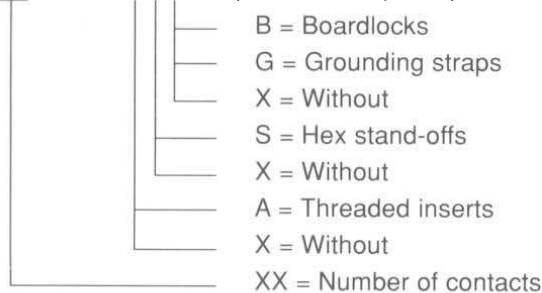 B = Boardlocks
G = Grounding straps
X = Without
S = Hex stand-offs
X = Without
A = Threaded inserts
X = Without
XX = Number of contacts